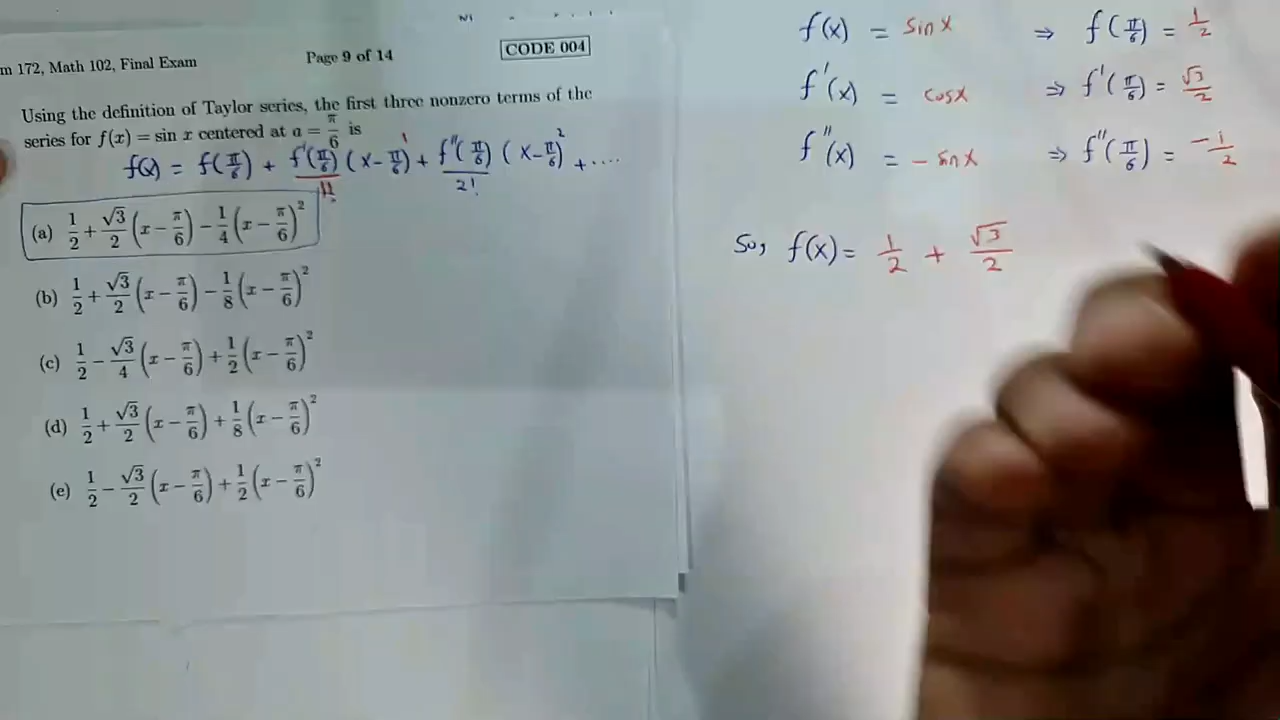 m 172, Math 102, Final Exam Page 9 of 14 CODE 004
Using the definition of Taylor series, the first three nonzero terms of the
series for f(x) = sin x centered at a = π/6 is
f(x) = f(π/6) + f'(π/6)/1! (x - π/6)^1 + f''(π/6)/2! (x - π/6)^2 + ....
(a) 1/2 + √3/2 (x - π/6) - 1/4 (x - π/6)^2
(b) 1/2 + √3/2 (x - π/6) - 1/8 (x - π/6)^2
(c) 1/2 - √3/4 (x - π/6) + 1/2 (x - π/6)^2
(d) 1/2 + √3/2 (x - π/6) + 1/8 (x - π/6)^2
(e) 1/2 - √3/2 (x - π/6) + 1/2 (x - π/6)^2
f(x) = sinx ⇒ f(π/6) = 1/2
f'(x) = cosx ⇒ f'(π/6) = √3/2
f''(x) = -sinx ⇒ f''(π/6) = -1/2
So, f(x) = 1/2 + √3/2